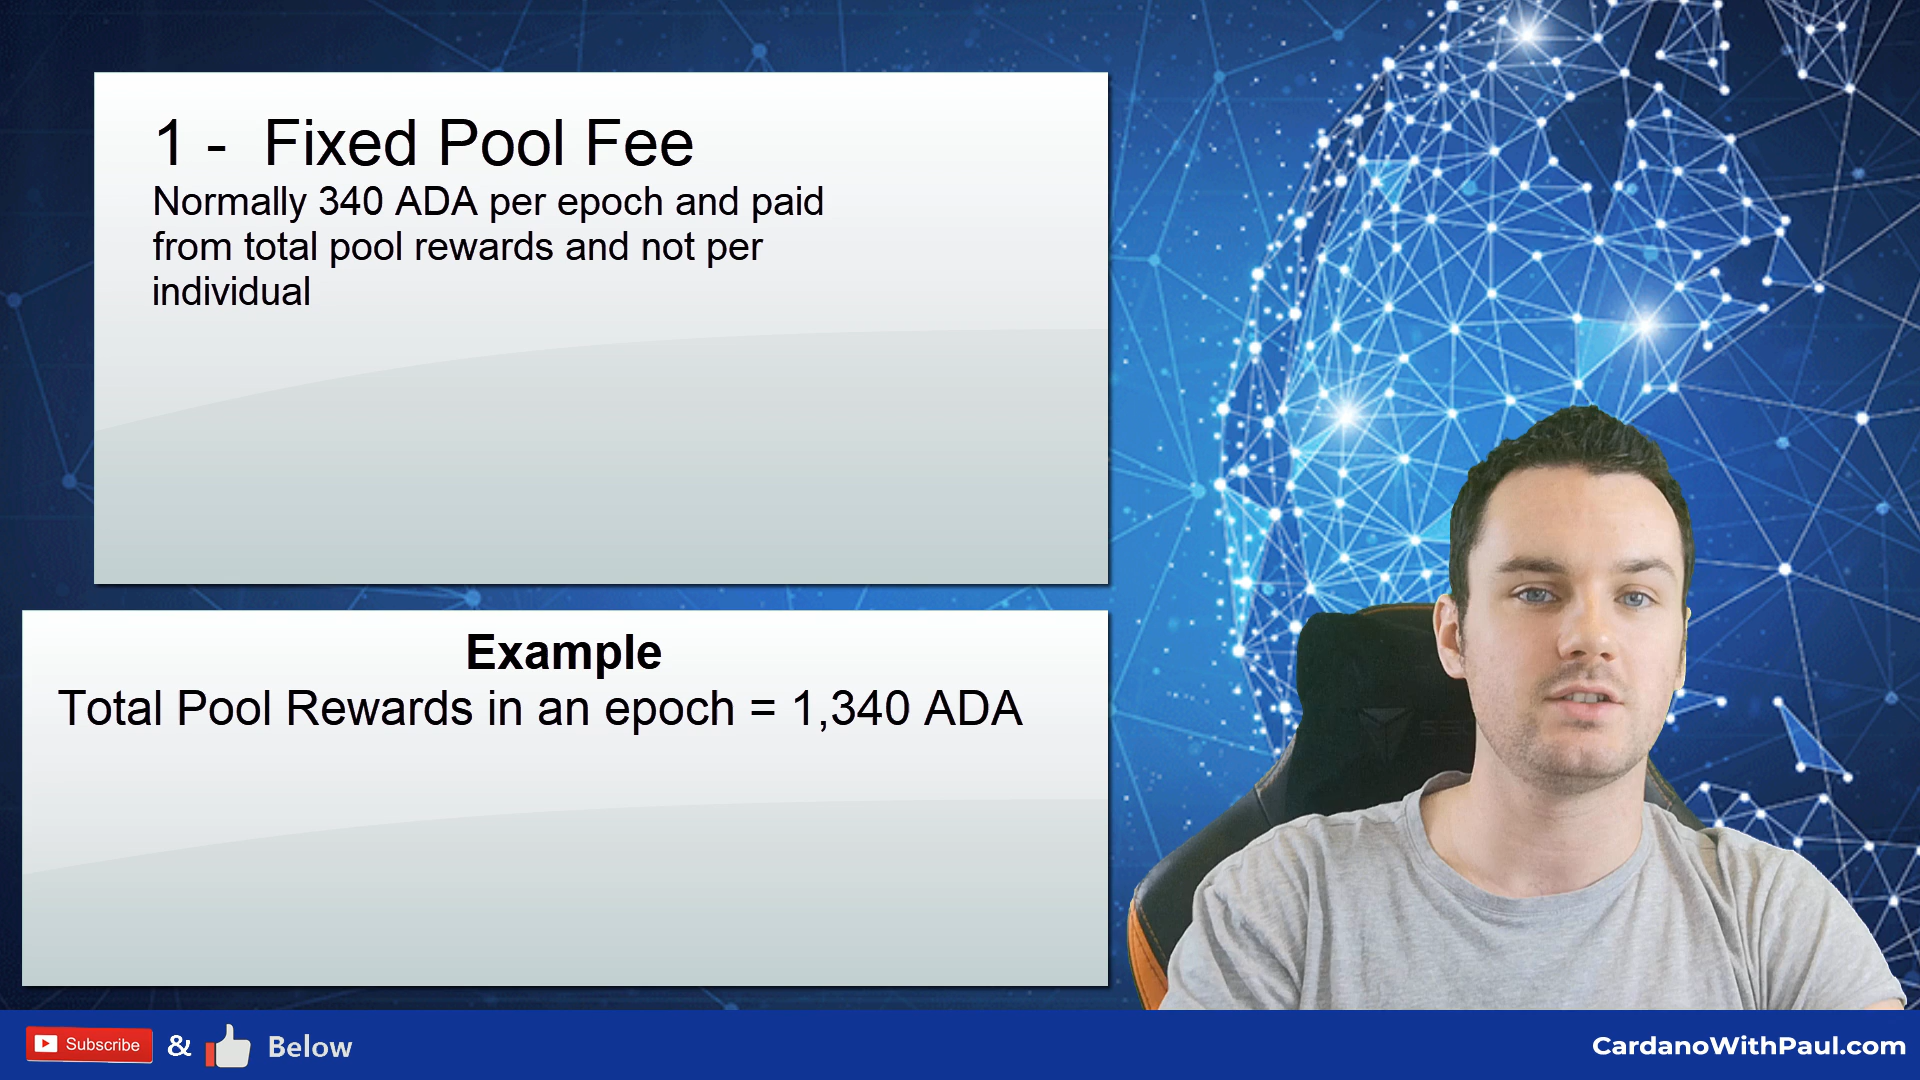 1 -  Fixed Pool Fee
Normally 340 ADA per epoch and paid
from total pool rewards and not per
individual
Example
Total Pool Rewards in an epoch = 1,340 ADA
Subscribe & Below
CardanoWithPaul.com